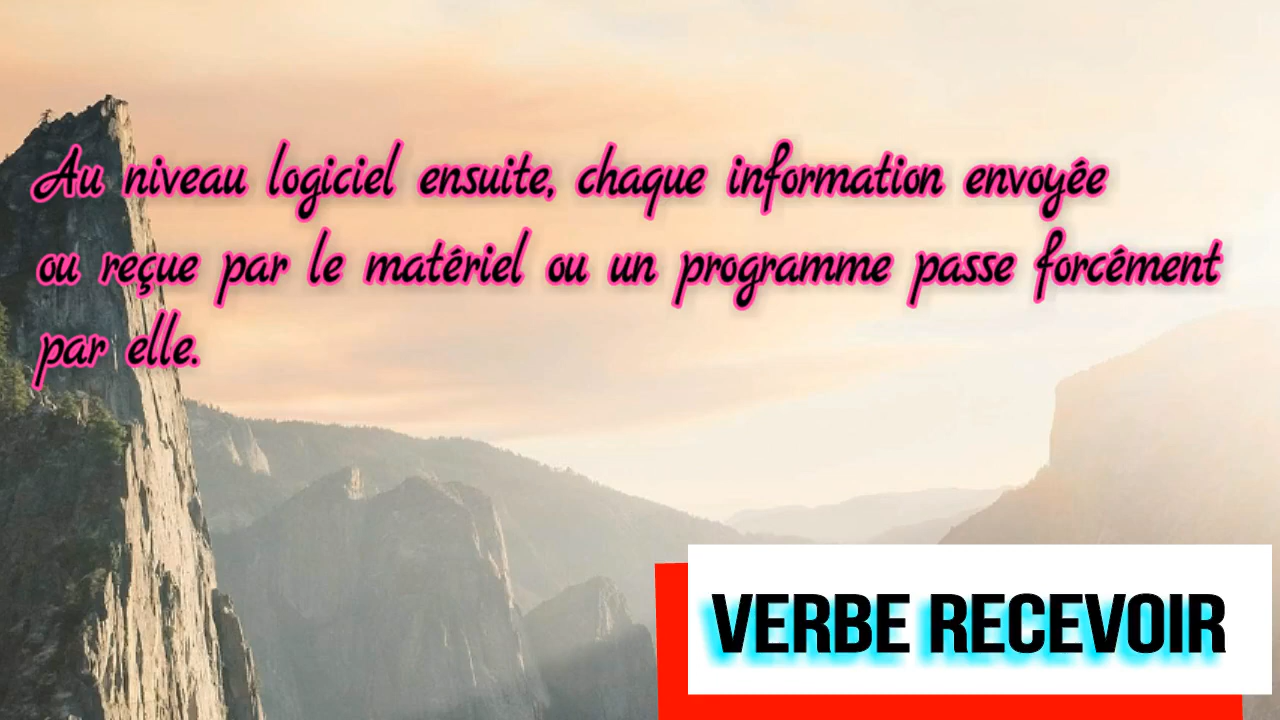 Au niveau logiciel ensuite, chaque information envoyée
ou reçue par le matériel ou un programme passe forcément
par elle.
VERBE RECEVOIR